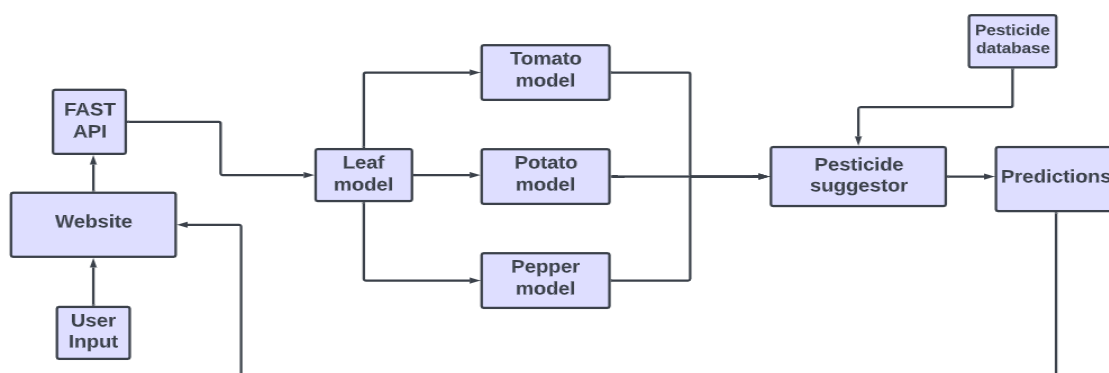 Tomato
model
Pesticide
database
FAST
API
Leaf
model
Potato
model
Pesticide
suggestor
Predictions
Website
Pepper
model
User
Input